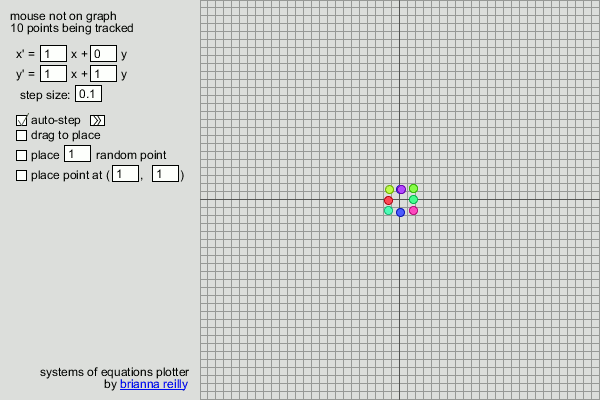 mouse not on graph
10 points being tracked
x' = 1 x + 0 y
y' = 1 x + 1 y
step size: 0.1
auto-step
drag to place
place 1 random point
place point at ( 1 , 1 )
systems of equations plotter
by brianna reilly